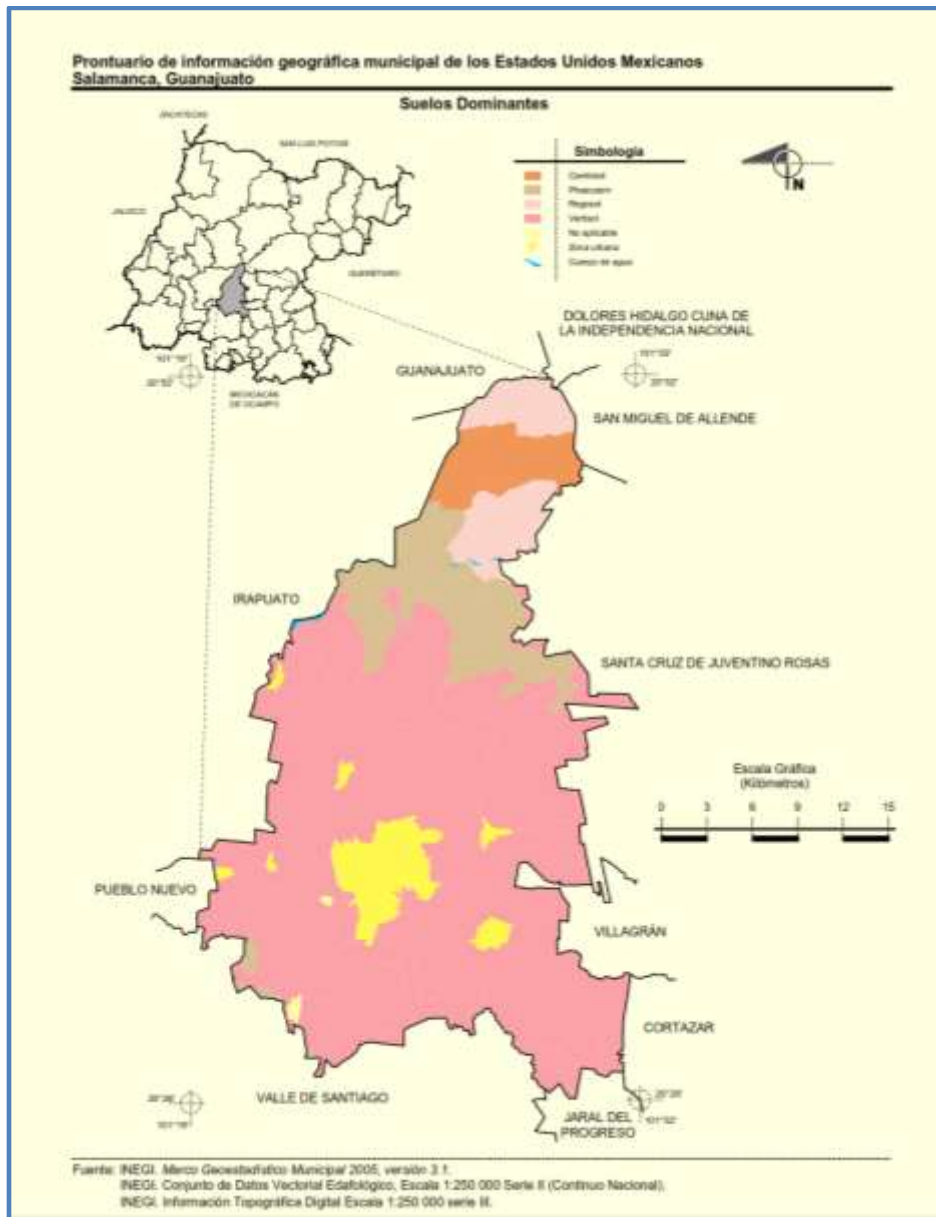 Prontuario de información geográfica municipal de los Estados Unidos Mexicanos
Salamanca, Guanajuato
Suelos Dominantes
ZACATECAS
SAN LUIS POTOSÍ
JALISCO
QUERÉTARO
MICHOACÁN
DE OCAMPO
Simbología
Cambisol
Phaeozem
Regosol
Vertisol
No aplicable
Zona urbana
Cuerpo de agua
N
DOLORES HIDALGO CUNA DE
LA INDEPENDENCIA NACIONAL
GUANAJUATO
SAN MIGUEL DE ALLENDE
IRAPUATO
SANTA CRUZ DE JUVENTINO ROSAS
Escala Gráfica
(Kilómetros)
0 3 6 9 12 15
PUEBLO NUEVO
VILLAGRÁN
CORTAZAR
VALLE DE SANTIAGO
JARAL DEL
PROGRESO
Fuente: INEGI. Marco Geoestadístico Municipal 2005, versión 3.1.
INEGI. Conjunto de Datos Vectorial Edafológico, Escala 1:250 000 Serie II (Continuo Nacional).
INEGI. Información Topográfica Digital Escala 1:250 000 serie III.